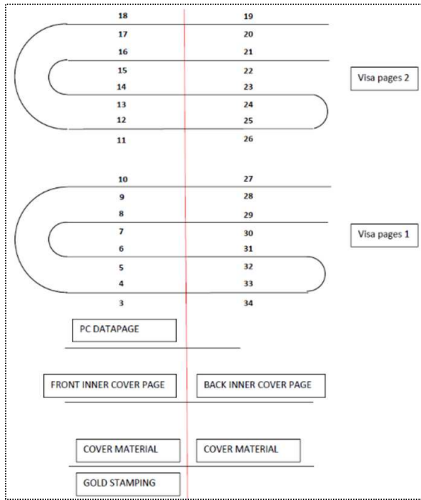 18 19
17 20
16 21
15 22
Visa pages 2
14 23
13 24
12 25
11 26
10 27
9 28
8 29
7 30
Visa pages 1
6 31
5 32
4 33
3 34
PC DATAPAGE
FRONT INNER COVER PAGE BACK INNER COVER PAGE
COVER MATERIAL COVER MATERIAL
GOLD STAMPING